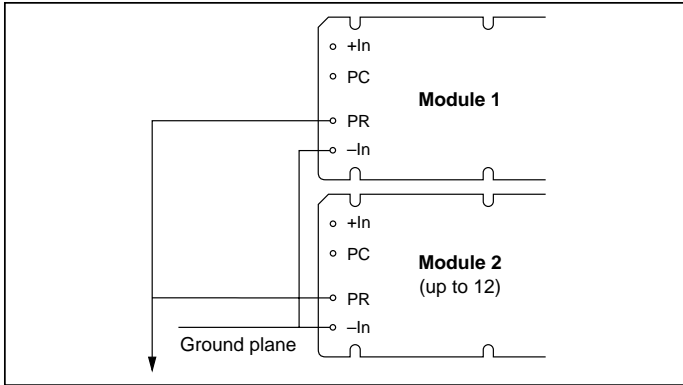 +In
PC
Module 1
PR
–In
+In
PC
Module 2
(up to 12)
PR
–In
Ground plane